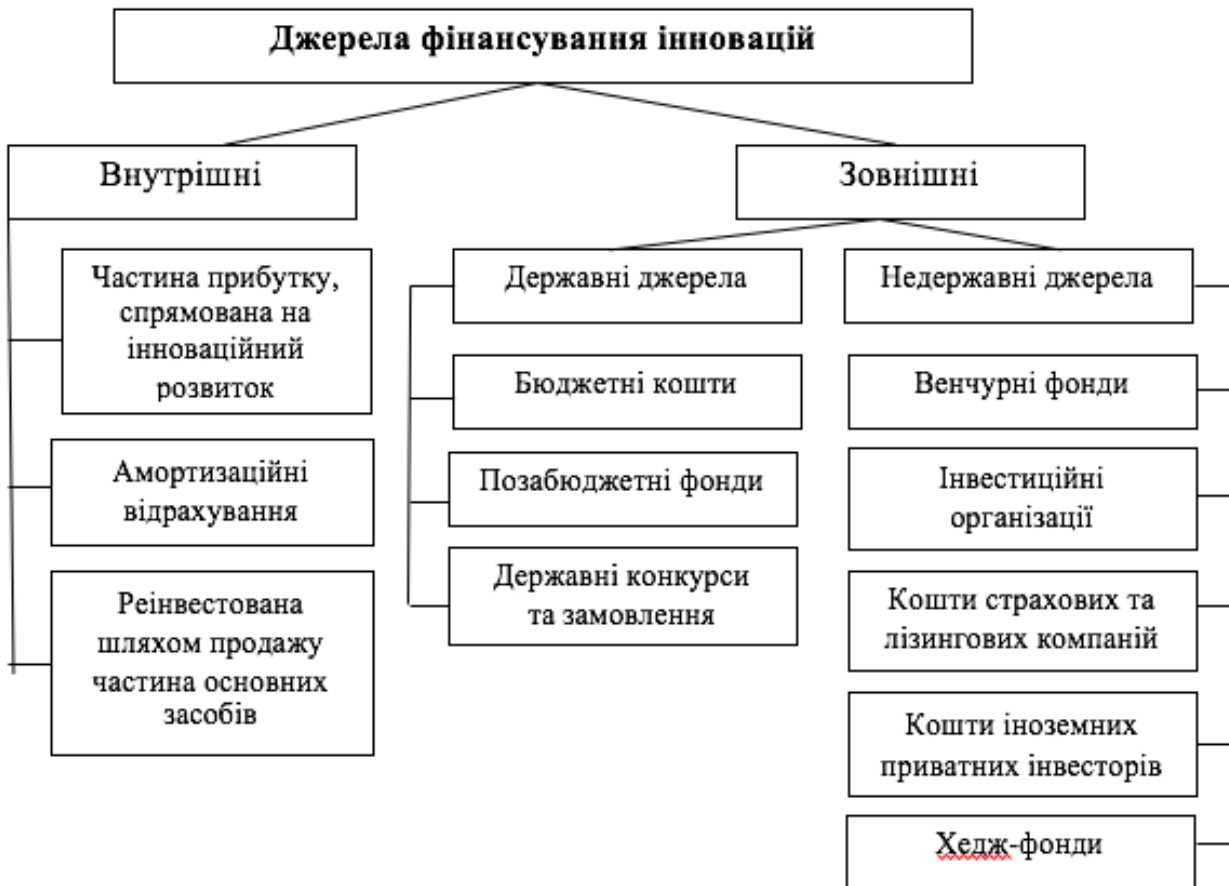 Джерела фінансування інновацій
Внутрішні
Зовнішні
Частина прибутку,
спрямована на
інноваційний
розвиток
Амортизаційні
відрахування
Реінвестована
шляхом продажу
частина основних
засобів
Державні джерела
Бюджетні кошти
Позабюджетні фонди
Державні конкурси
та замовлення
Недержавні джерела
Венчурні фонди
Інвестиційні
організації
Кошти страхових та
лізингових компаній
Кошти іноземних
приватних інвесторів
Хедж-фонди